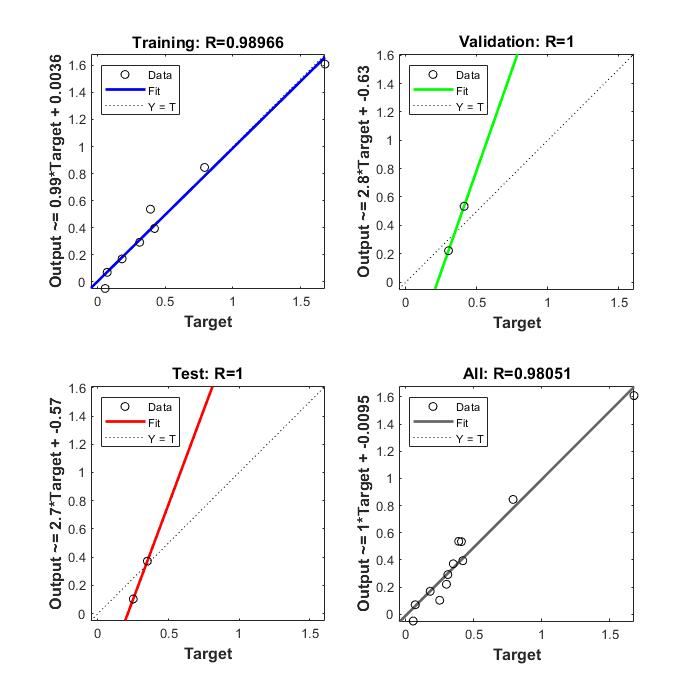 Training: R=0.98966
Output ~= 0.99*Target + 0.0036
1.6
1.4
1.2
1
0.8
0.6
0.4
0.2
0
Data
Fit
Y = T
0
0.5
1
1.5
Target
Validation: R=1
Output ~= 2.8*Target + -0.63
1.6
1.4
1.2
1
0.8
0.6
0.4
0.2
0
Data
Fit
Y = T
0
0.5
1
1.5
Target
Test: R=1
Output ~= 2.7*Target + -0.57
1.6
1.4
1.2
1
0.8
0.6
0.4
0.2
0
Data
Fit
Y = T
0
0.5
1
1.5
Target
All: R=0.98051
Output ~= 1*Target + -0.0095
1.6
1.4
1.2
1
0.8
0.6
0.4
0.2
0
Data
Fit
Y = T
0
0.5
1
1.5
Target